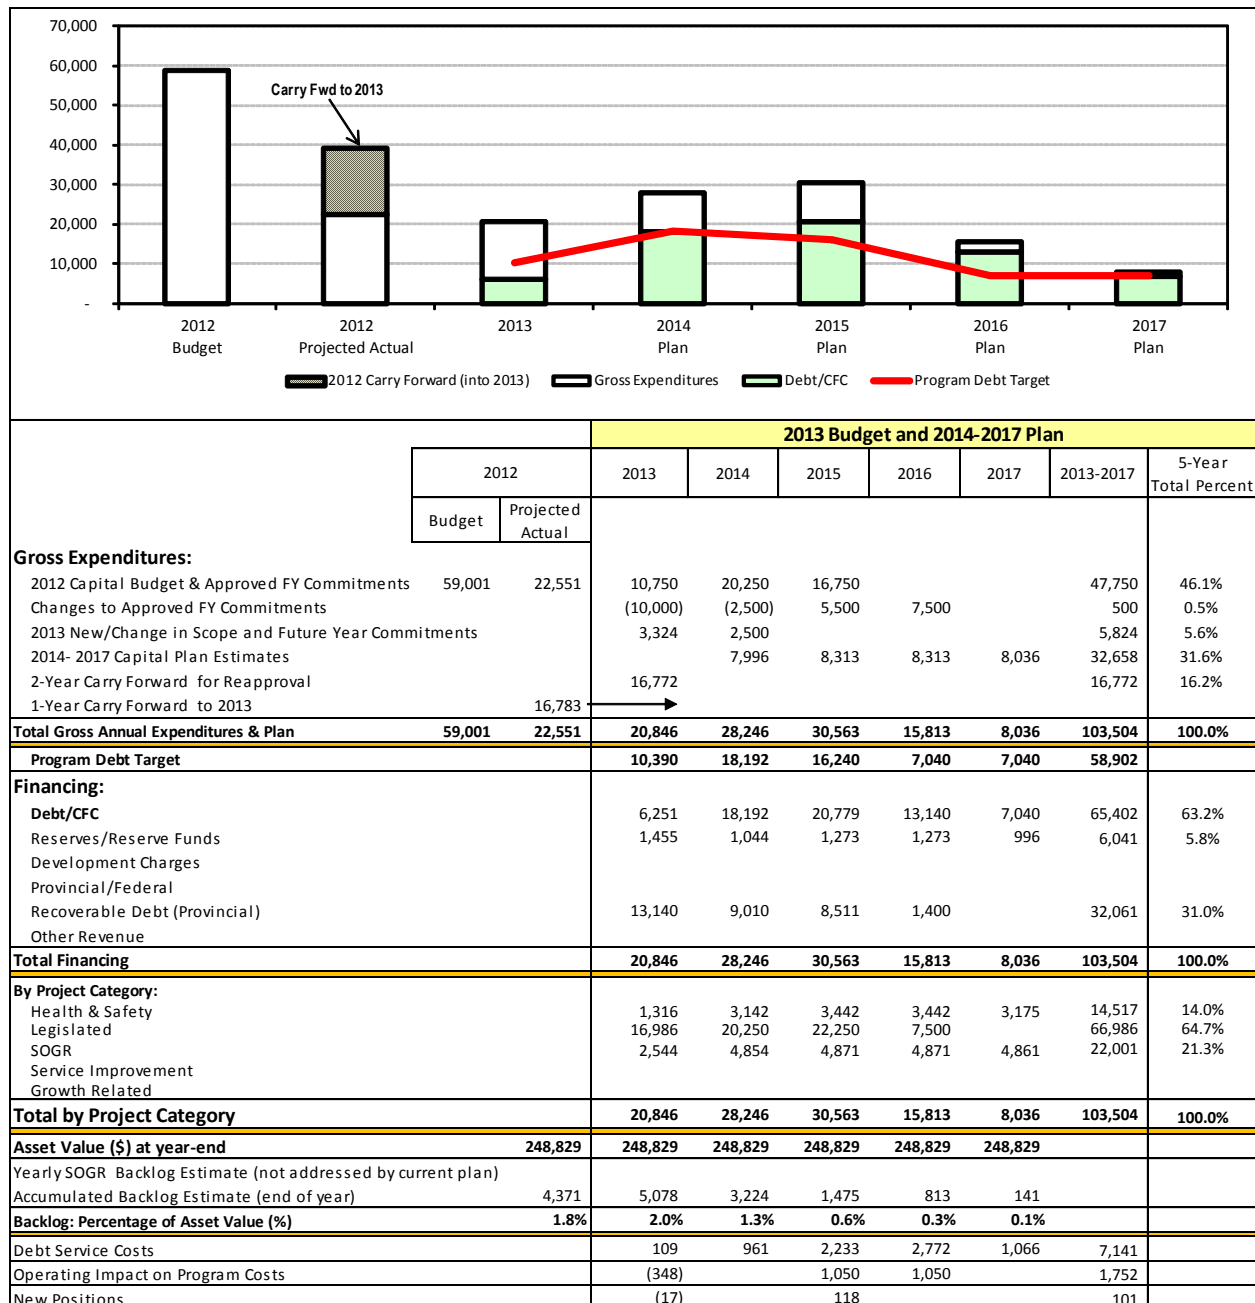 70,000
60,000
50,000
40,000
30,000
20,000
10,000
-
Carry Fwd to 2013
2012 2012 2013 2014 2015 2016 2017
Budget Projected Actual Plan Plan Plan Plan
2012 Carry Forward (into 2013) Gross Expenditures Debt/CFC Program Debt Target
2013 Budget and 2014-2017 Plan
2012 2013 2014 2015 2016 2017 2013-2017 5-Year Total Percent
Budget Projected Actual
Gross Expenditures:
2012 Capital Budget & Approved FY Commitments 59,001 22,551 10,750 20,250 16,750 47,750 46.1%
Changes to Approved FY Commitments (10,000) (2,500) 5,500 7,500 500 0.5%
2013 New/Change in Scope and Future Year Commitments 3,324 2,500 5,824 5.6%
2014- 2017 Capital Plan Estimates 7,996 8,313 8,313 8,036 32,658 31.6%
2-Year Carry Forward for Reapproval 16,772 16,772 16.2%
1-Year Carry Forward to 2013 16,783
Total Gross Annual Expenditures & Plan 59,001 22,551 20,846 28,246 30,563 15,813 8,036 103,504 100.0%
Program Debt Target 10,390 18,192 16,240 7,040 7,040 58,902
Financing:
Debt/CFC 6,251 18,192 20,779 13,140 7,040 65,402 63.2%
Reserves/Reserve Funds 1,455 1,044 1,273 1,273 996 6,041 5.8%
Development Charges
Provincial/Federal
Recoverable Debt (Provincial) 13,140 9,010 8,511 1,400 32,061 31.0%
Other Revenue
Total Financing 20,846 28,246 30,563 15,813 8,036 103,504 100.0%
By Project Category:
Health & Safety 1,316 3,142 3,442 3,442 3,175 14,517 14.0%
Legislated 16,986 20,250 22,250 7,500 66,986 64.7%
SOGR 2,544 4,854 4,871 4,871 4,861 22,001 21.3%
Service Improvement
Growth Related
Total by Project Category 20,846 28,246 30,563 15,813 8,036 103,504 100.0%
Asset Value ($) at year-end 248,829 248,829 248,829 248,829 248,829 248,829
Yearly SOGR Backlog Estimate (not addressed by current plan)
Accumulated Backlog Estimate (end of year) 4,371 5,078 3,224 1,475 813 141
Backlog: Percentage of Asset Value (%) 1.8% 2.0% 1.3% 0.6% 0.3% 0.1%
Debt Service Costs 109 961 2,233 2,772 1,066 7,141
Operating Impact on Program Costs (348) 1,050 1,050 1,752
New Positions (17) 118 101